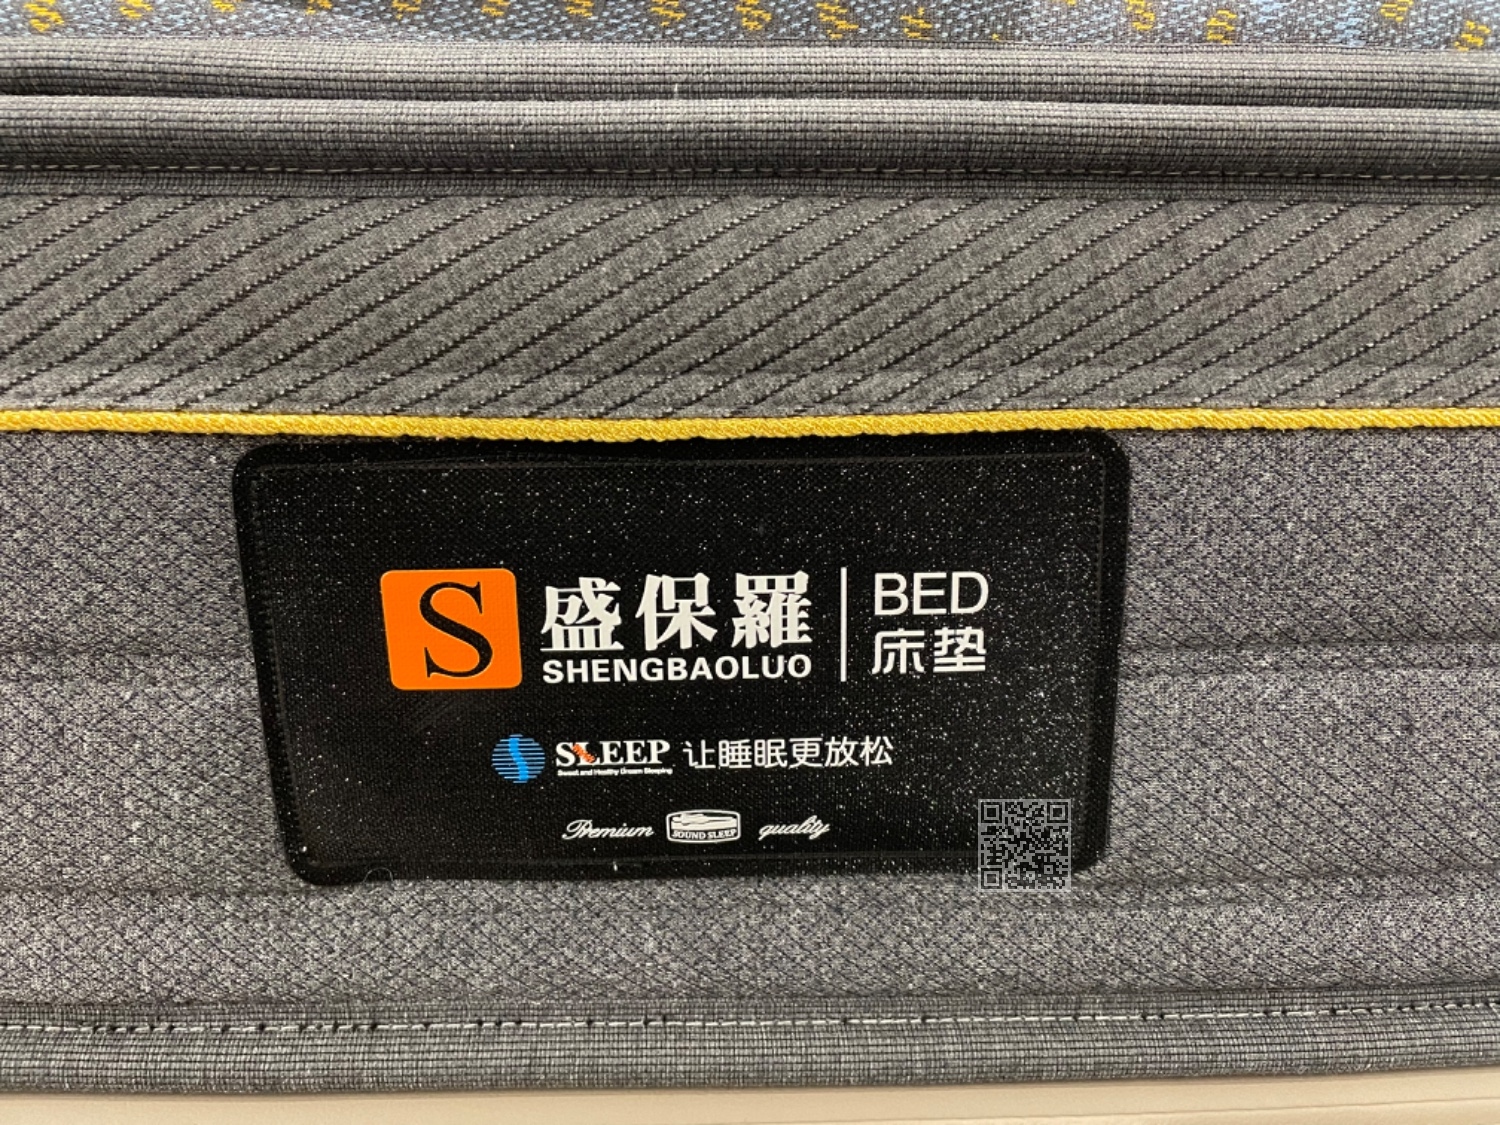 S 盛保羅 BED
SHENGBAOLUO 床垫
SLEEP 让睡眠更放松
Sweet and Healthy Dream Sleeping
Premium SOUND SLEEP quality